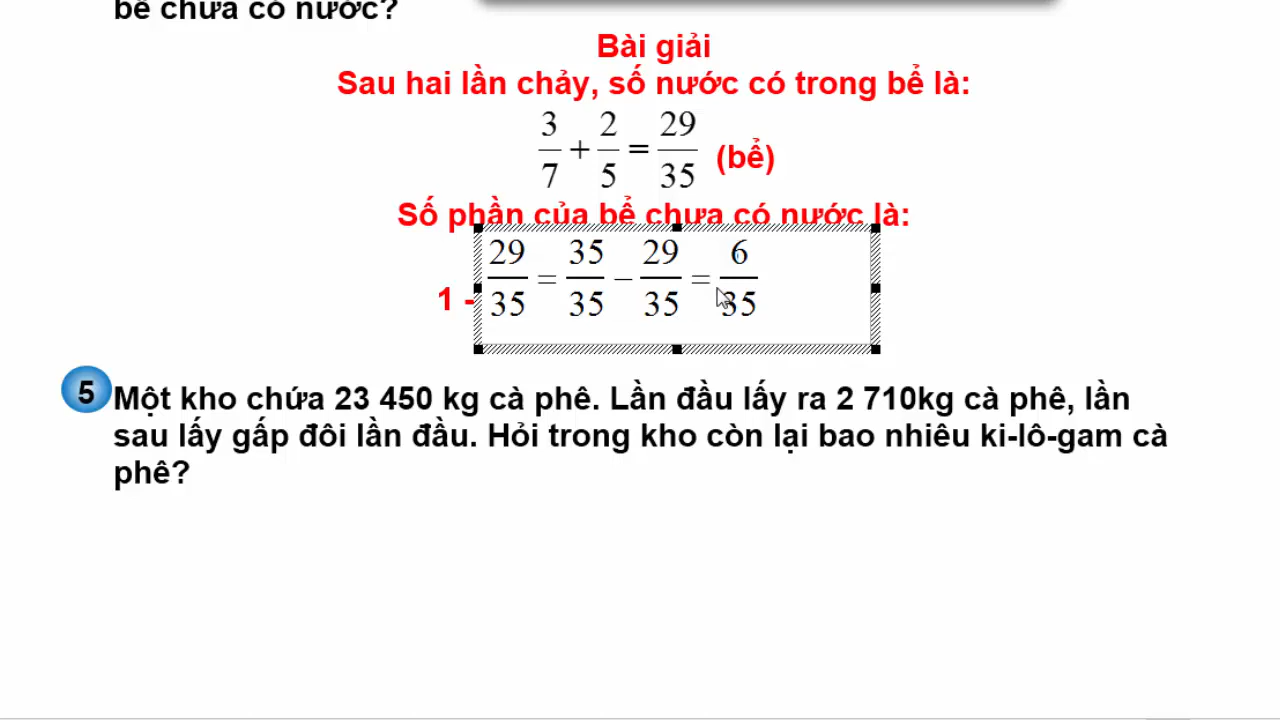 bể chưa có nước?
Bài giải
Sau hai lần chảy, số nước có trong bể là:
3/7 + 2/5 = 29/35 (bể)
Số phần của bể chưa có nước là:
1 - 29/35 = 35/35 − 29/35 = 6/35
5 Một kho chứa 23 450 kg cà phê. Lần đầu lấy ra 2 710kg cà phê, lần
sau lấy gấp đôi lần đầu. Hỏi trong kho còn lại bao nhiêu ki-lô-gam cà
phê?